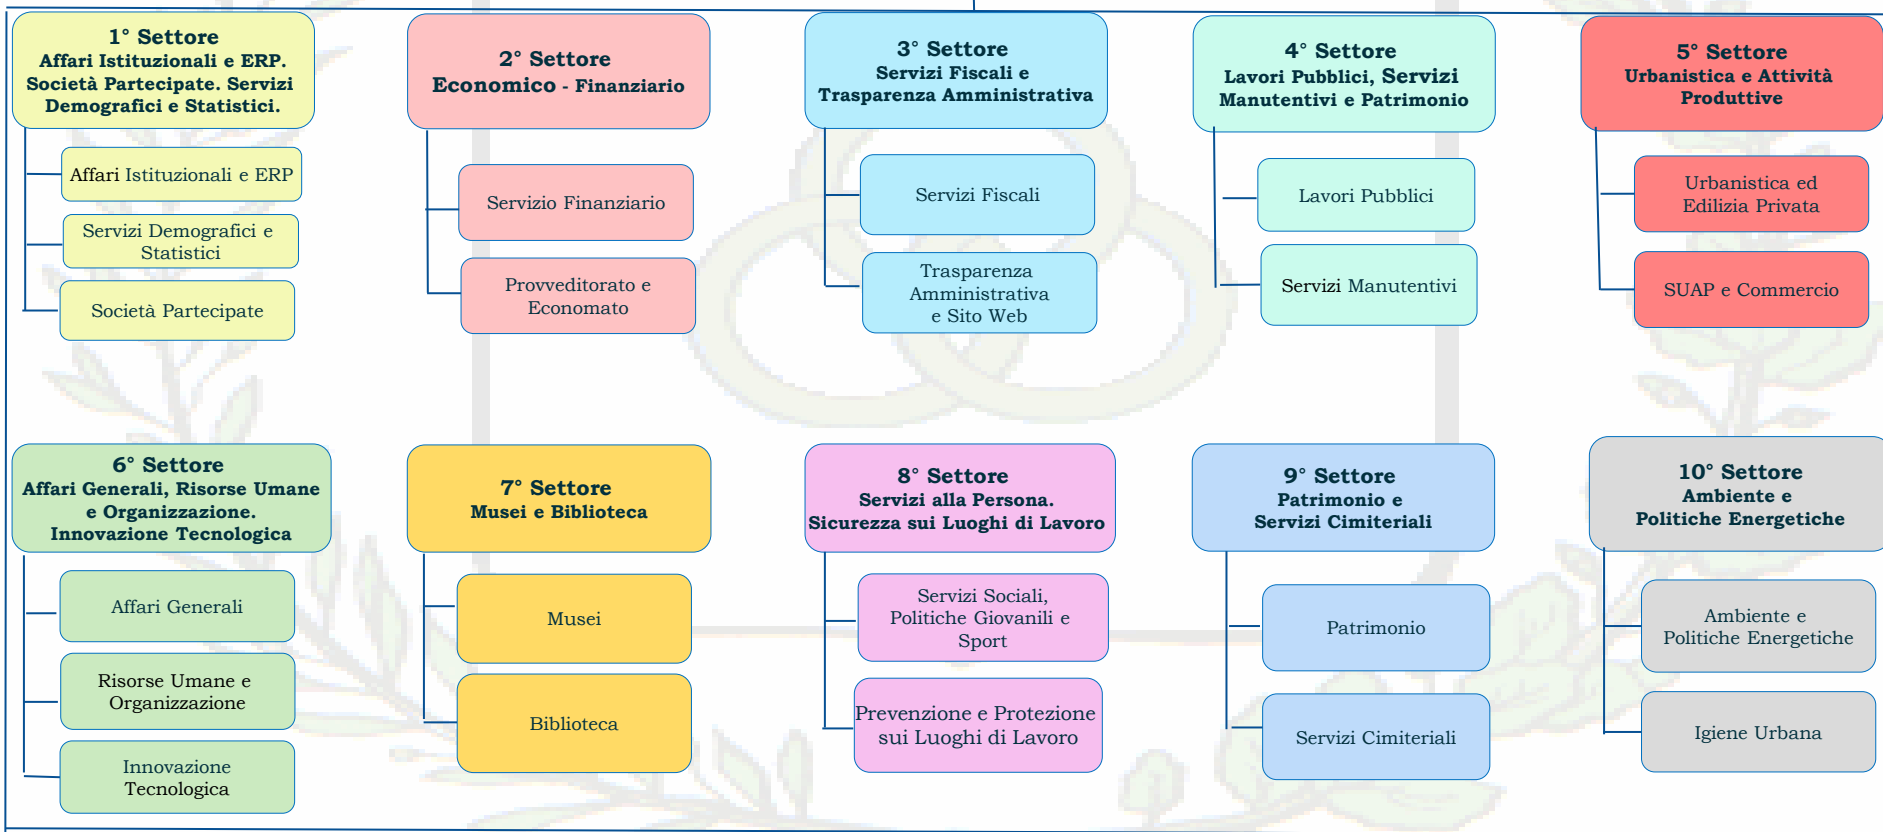 1° Settore
Affari Istituzionali e ERP.
Società Partecipate. Servizi
Demografici e Statistici.
Affari Istituzionali e ERP
Servizi Demografici e
Statistici
Società Partecipate
2° Settore
Economico - Finanziario
Servizio Finanziario
Provveditorato e
Economato
3° Settore
Servizi Fiscali e
Trasparenza Amministrativa
Servizi Fiscali
Trasparenza
Amministrativa
e Sito Web
4° Settore
Lavori Pubblici, Servizi
Manutentivi e Patrimonio
Lavori Pubblici
Servizi Manutentivi
5° Settore
Urbanistica e Attività
Produttive
Urbanistica ed
Edilizia Privata
SUAP e Commercio
6° Settore
Affari Generali, Risorse Umane
e Organizzazione.
Innovazione Tecnologica
Affari Generali
Risorse Umane e
Organizzazione
Innovazione
Tecnologica
7° Settore
Musei e Biblioteca
Musei
Biblioteca
8° Settore
Servizi alla Persona.
Sicurezza sui Luoghi di Lavoro
Servizi Sociali,
Politiche Giovanili e
Sport
Prevenzione e Protezione
sui Luoghi di Lavoro
9° Settore
Patrimonio e
Servizi Cimiteriali
Patrimonio
Servizi Cimiteriali
10° Settore
Ambiente e
Politiche Energetiche
Ambiente e
Politiche Energetiche
Igiene Urbana